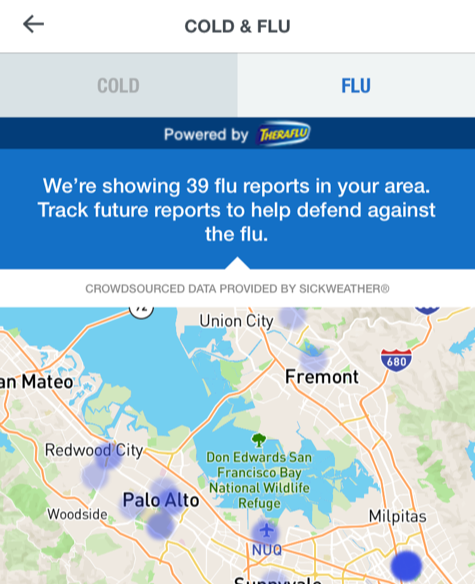 COLD & FLU
COLD
FLU
Powered by THERAFLU
We're showing 39 flu reports in your area.
Track future reports to help defend against
the flu.
CROWDSOURCED DATA PROVIDED BY SICKWEATHER®
Union City
680
an Mateo
Fremont
Redwood City
Don Edwards San
Francisco Bay
National Wildlife
Refuge
Palo Alto
Woodside
Milpitas
NUQ
Sunnyvale